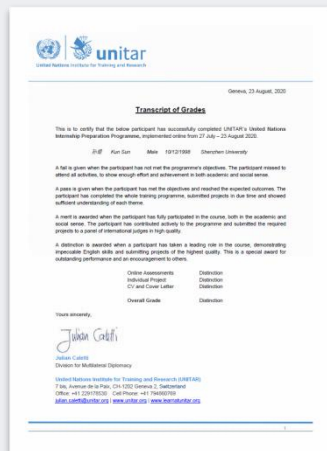 unitar
United Nations Institute for Training and Research
Geneva, 23 August, 2020
Transcript of Grades
This is to certify that the below participant has successfully completed UNITAR's United Nations
Internship Preparation Programme, implemented online from 27 July – 23 August, 2020.
Kun Sun Male 10/12/1998 Shenzhen University
A fail is given when the participant has not met the programme's objectives. The participant missed to
attend all activities, to show enough effort and achievement in both academic and social sense.
A pass is given when the participant has met the objectives and reached the expected outcomes. The
participant has completed the whole training programme, submitted projects in due time and showed
sufficient understanding of each theme.
A merit is awarded when the participant has fully participated in the course, both in the academic and
social sense. The participant has contributed actively to the programme and submitted the required
projects to a panel of international judges in high quality.
A distinction is awarded when a participant has taken a leading role in the course, demonstrating
impeccable English skills and submitting projects of the highest quality. This is a special award for
outstanding performance and an encouragement to others.
Online Assessments Distinction
Individual Project Distinction
CV and Cover Letter Distinction
Overall Grade Distinction
Yours sincerely,
Julian Caletti
Julian Caletti
Division for Multilateral Diplomacy
United Nations Institute for Training and Research (UNITAR)
7 bis, Avenue de la Paix, CH-1202 Geneva 2, Switzerland
Office: +41 229178530 Cell Phone: +41 794660769
julian.caletti@unitar.org | www.unitar.org | www.learnatunitar.org
1